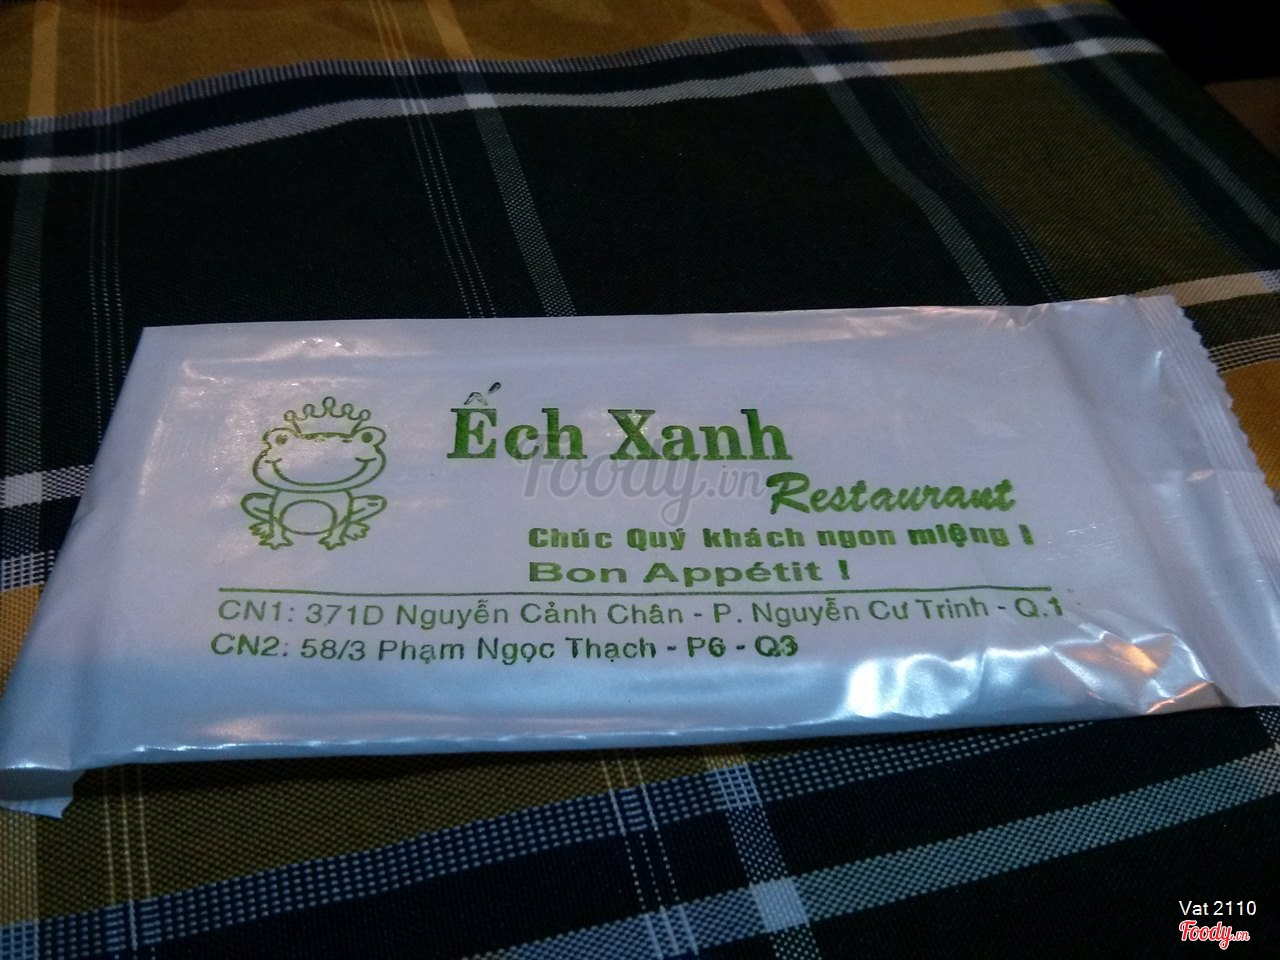 Ếch Xanh
Restaurant
Chúc Quý khách ngon miệng !
Bon Appétit !
CN1: 371D Nguyễn Cảnh Chân - P. Nguyễn Cư Trinh - Q.1
CN2: 58/3 Phạm Ngọc Thạch - P6 - Q3
Foody.vn
Vat 2110
Foody.vn